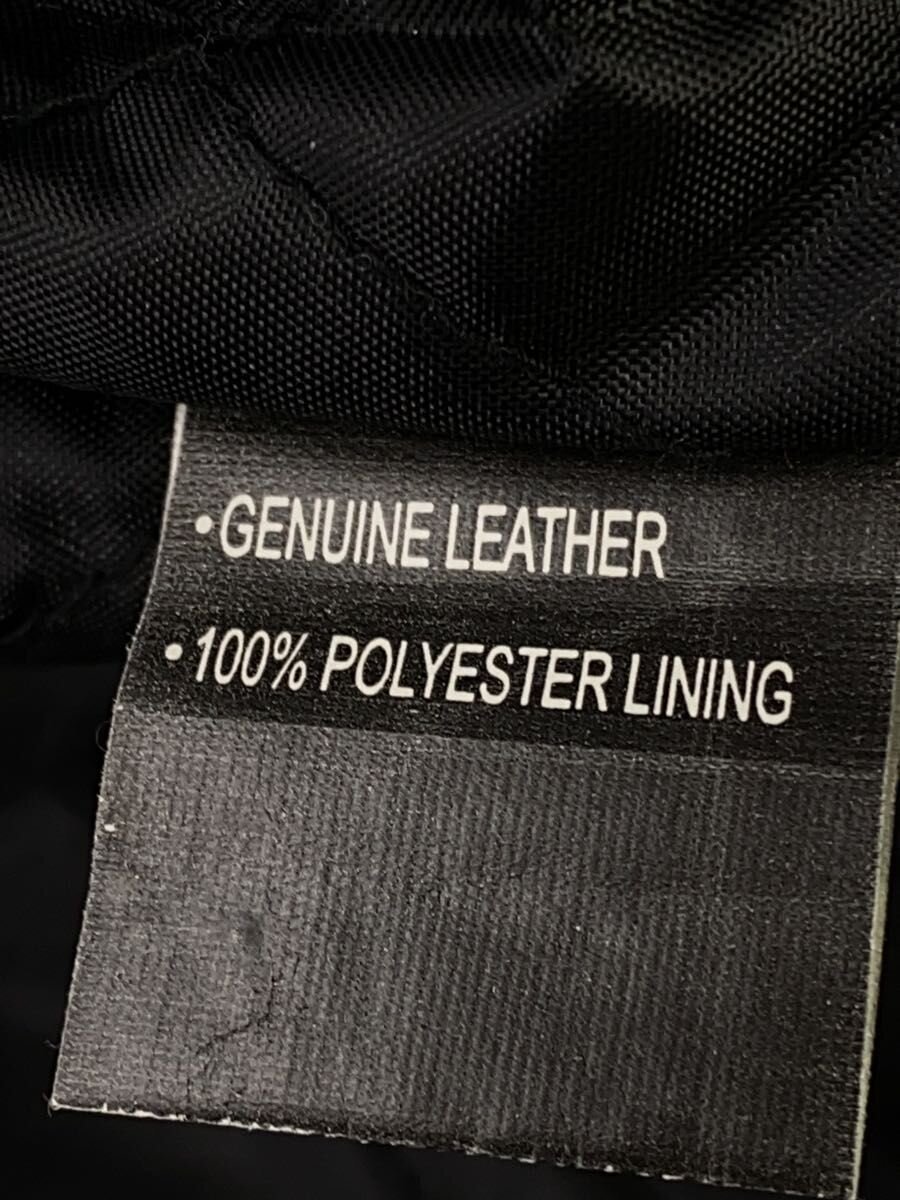 •GENUINE LEATHER
•100% POLYESTER LINING